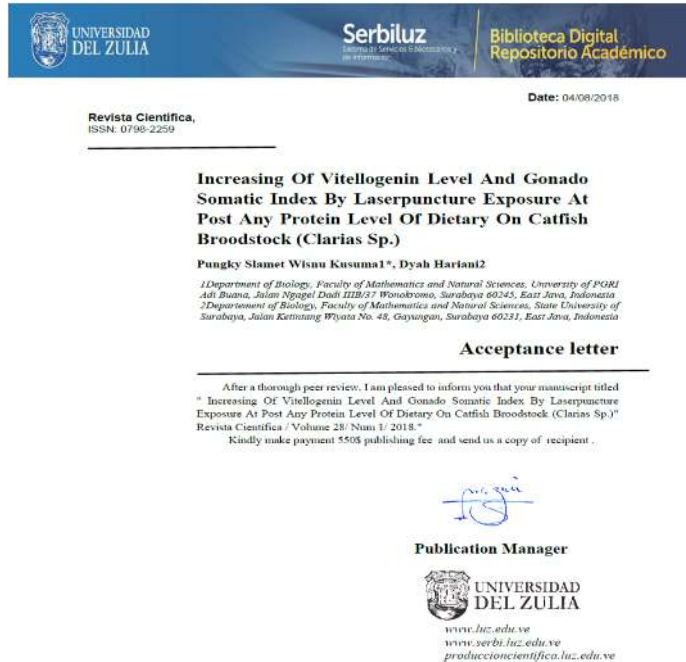 UNIVERSIDAD
DEL ZULIA
Serbiluz
Sistema de Servicios Bibliotecarios y
de Información
Biblioteca Digital
Repositorio Académico
Date: 04/08/2018
Revista Cientifica,
ISSN: 0798-2259
Increasing Of Vitellogenin Level And Gonado
Somatic Index By Laserpuncture Exposure At
Post Any Protein Level Of Dietary On Catfish
Broodstock (Clarias Sp.)
Pungky Slamet Wisnu Kusuma1*, Dyah Hariani2
1Department of Biology, Faculty of Mathematics and Natural Sciences, University of PGRI
Adi Buana, Jalan Ngagel Dadi IIIB/37 Wonokromo, Surabaya 60245, East Java, Indonesia
2Departement of Biology, Faculty of Mathematics and Natural Sciences, State University of
Surabaya, Jalan Ketintang Wiyata No. 48, Gayungan, Surabaya 60231, East Java, Indonesia
Acceptance letter
After a thorough peer review. I am pleased to inform you that your manuscript titled
" Increasing Of Vitellogenin Level And Gonado Somatic Index By Laserpuncture
Exposure At Post Any Protein Level Of Dietary On Catfish Broodstock (Clarias Sp.)"
Revista Cientifica / Volume 28/ Num 1/ 2018."
Kindly make payment 550$ publishing fee and send us a copy of recipient .
Publication Manager
UNIVERSIDAD
DEL ZULIA
www.luz.edu.ve
www.serbi.luz.edu.ve
produccioncientifica.luz.edu.ve